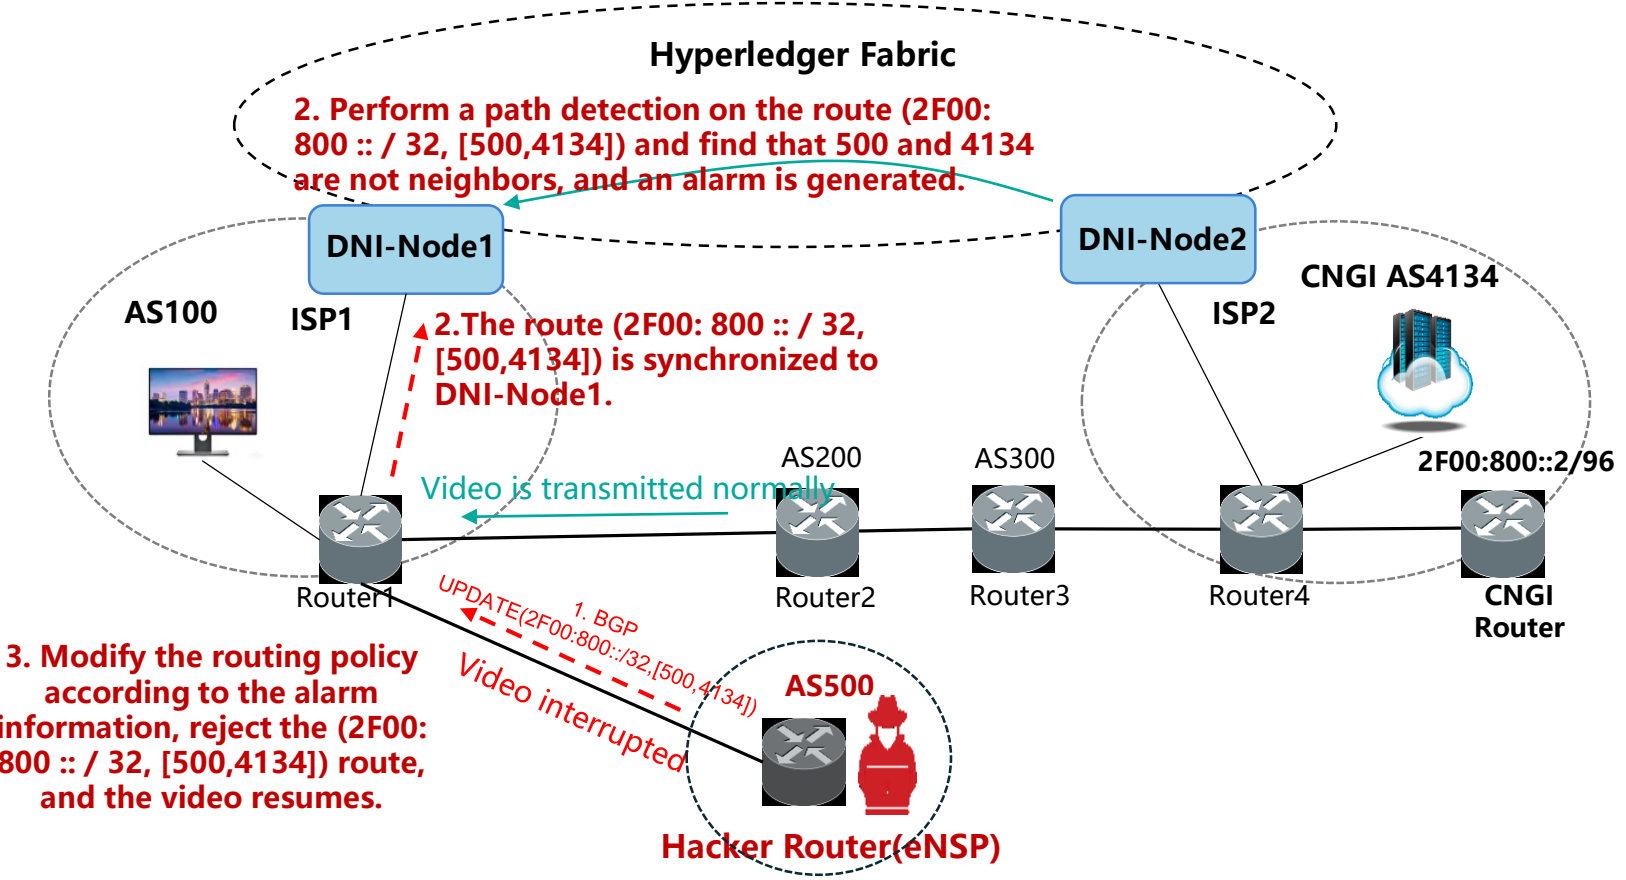 Hyperledger Fabric
2. Perform a path detection on the route (2F00:
800 :: / 32, [500,4134]) and find that 500 and 4134
are not neighbors, and an alarm is generated.
DNI-Node1
DNI-Node2
CNGI AS4134
AS100
ISP1
ISP2
2.The route (2F00: 800 :: / 32,
[500,4134]) is synchronized to
DNI-Node1.
AS200
AS300
2F00:800::2/96
Video is transmitted normally
Router1
Router2
Router3
Router4
CNGI
Router
1. BGP
UPDATE(2F00:800::/32,[500,4134])
Video interrupted
3. Modify the routing policy
according to the alarm
information, reject the (2F00:
800 :: / 32, [500,4134]) route,
and the video resumes.
AS500
Hacker Router(eNSP)